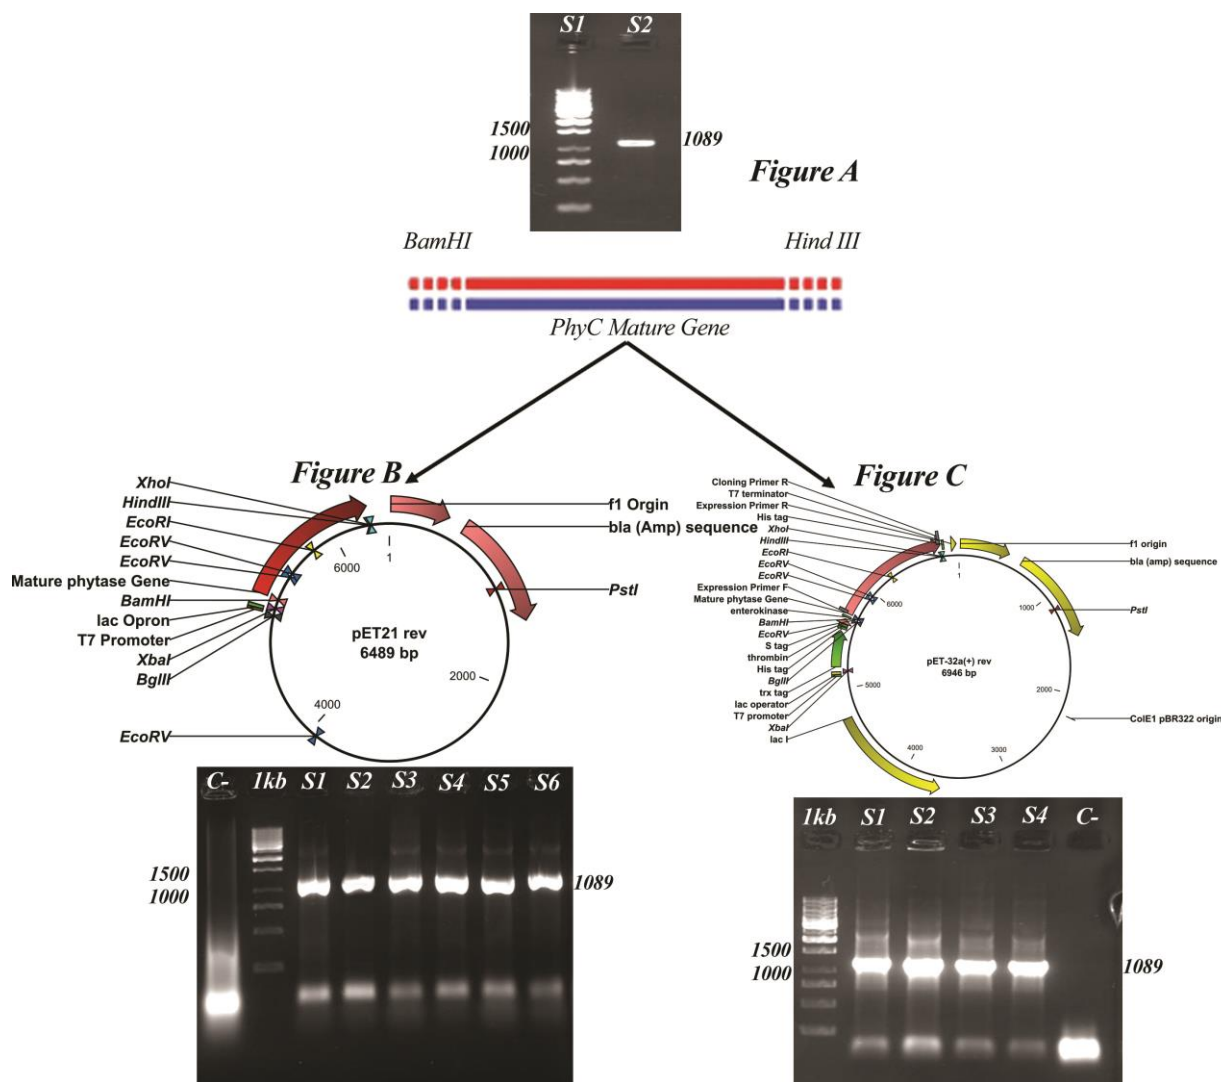 S1 S2
1500
1000
1089
Figure A
BamHI
Hind III
PhyC Mature Gene
Figure B
XhoI
HindIII
EcoRI
EcoRV
EcoRV
Mature phytase Gene
BamHI
lac Opron
T7 Promoter
XbaI
BglII
EcoRV
f1 Orgin
bla (Amp) sequence
PstI
6000
1
pET21 rev
6489 bp
2000
4000
C- 1kb S1 S2 S3 S4 S5 S6
1500
1000
1089
Figure C
Cloning Primer R
T7 terminator
Expression Primer R
His tag
XhoI
HindIII
EcoRI
EcoRV
EcoRV
Expression Primer F
Mature phytase Gene
enterokinase
BamHI
EcoRV
S tag
thrombin
His tag
BglII
trx tag
lac operator
T7 promoter
XbaI
lac I
f1 origin
bla (amp) sequence
PstI
ColE1 pBR322 origin
1
1000
6000
pET-32a(+) rev
6946 bp
5000
2000
4000
3000
1kb S1 S2 S3 S4 C-
1500
1000
1089